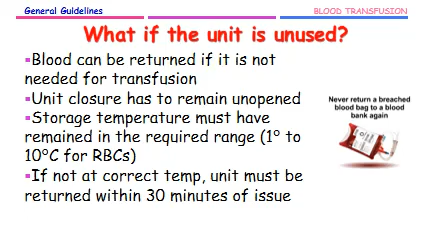 General Guidelines
BLOOD TRANSFUSION
What if the unit is unused?
▪Blood can be returned if it is not
needed for transfusion
▪Unit closure has to remain unopened
▪Storage temperature must have
remained in the required range (1° to
10°C for RBCs)
▪If not at correct temp, unit must be
returned within 30 minutes of issue
Never return a breached
blood bag to a blood
bank again